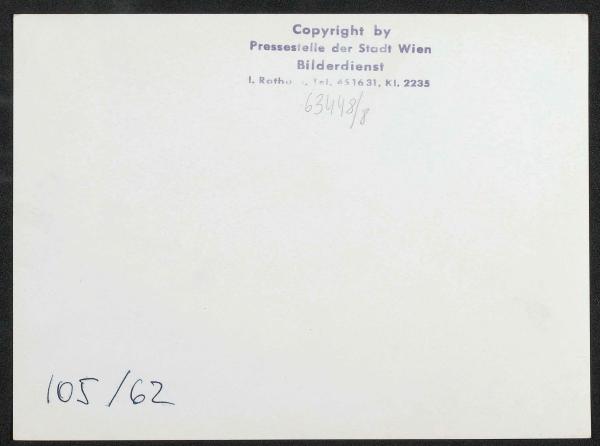 Copyright by
Pressestelle der Stadt Wien
Bilderdienst
I. Tel. 451631, Kl. 2235
63448/8
105/62